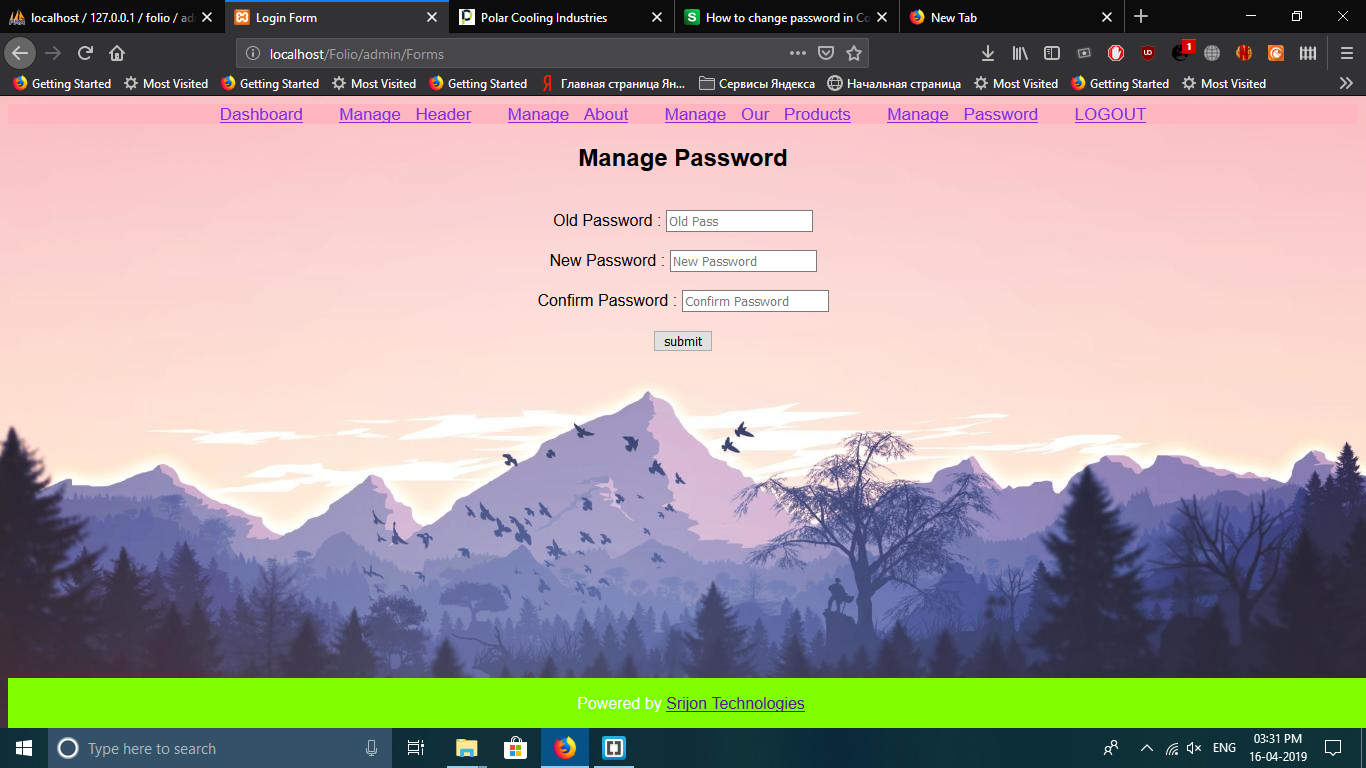 localhost / 127.0.0.1 / folio / ad
Login Form
Polar Cooling Industries
How to change password in Co
New Tab
localhost/Folio/admin/Forms
1
Getting Started
Most Visited
Getting Started
Most Visited
Getting Started
Главная страница Ян...
Сервисы Яндекса
Начальная страница
Most Visited
Getting Started
Most Visited
Dashboard Manage Header Manage About Manage Our Products Manage Password LOGOUT
Manage Password
Old Password : Old Pass
New Password : New Password
Confirm Password : Confirm Password
submit
Powered by Srijon Technologies
Type here to search
ENG
03:31 PM
16-04-2019